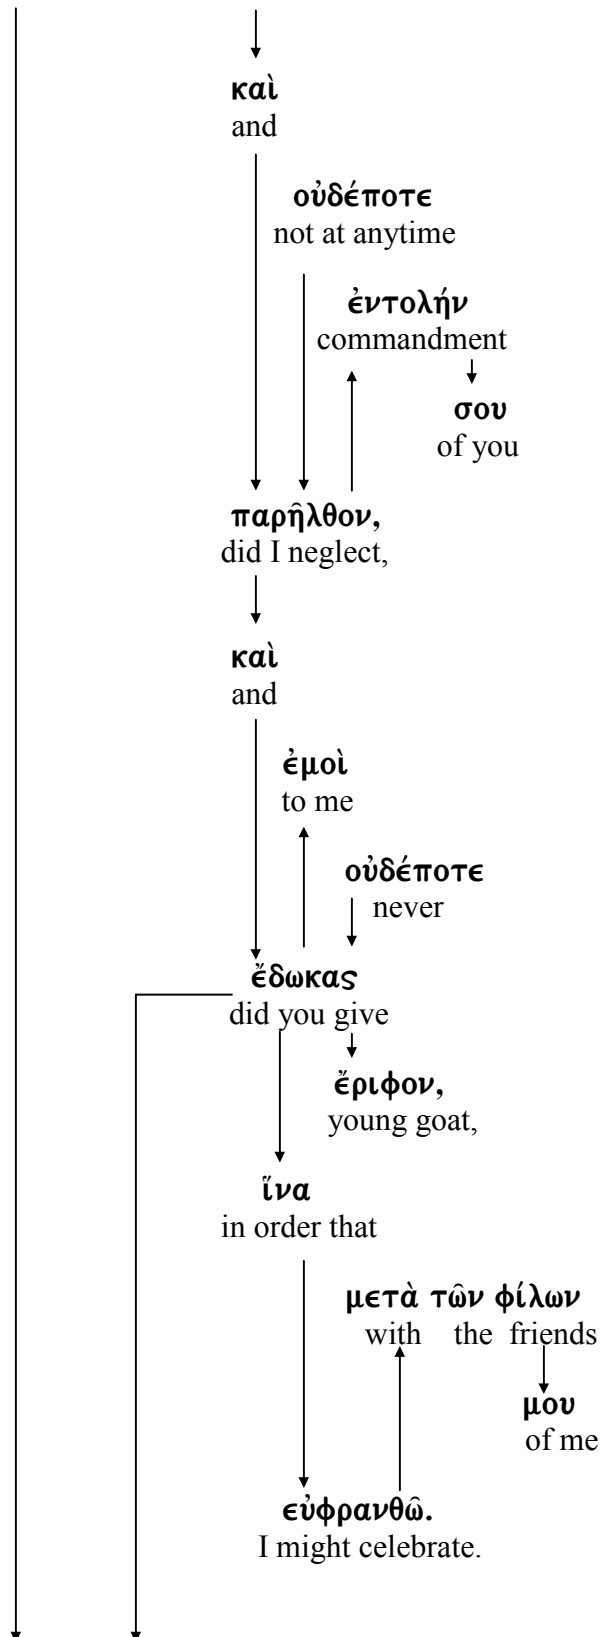 καὶ
and
οὐδέποτε
not at anytime
ἐντολήν
commandment
σου
of you
παρῆλθον,
did I neglect,
καὶ
and
ἐμοὶ
to me
οὐδέποτε
never
ἔδωκας
did you give
ἔριφον,
young goat,
ἵνα
in order that
μετὰ τῶν φίλων
with the friends
μου
of me
εὐφρανθῶ.
I might celebrate.